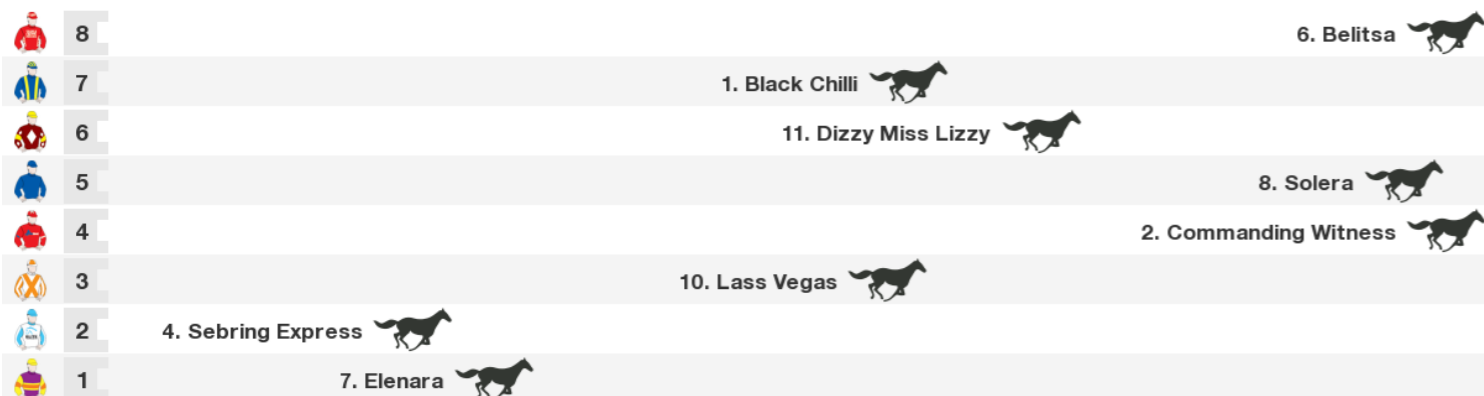 8 6. Belitsa
7 1. Black Chilli
6 11. Dizzy Miss Lizzy
5 8. Solera
4 2. Commanding Witness
3 10. Lass Vegas
2 4. Sebring Express
1 7. Elenara